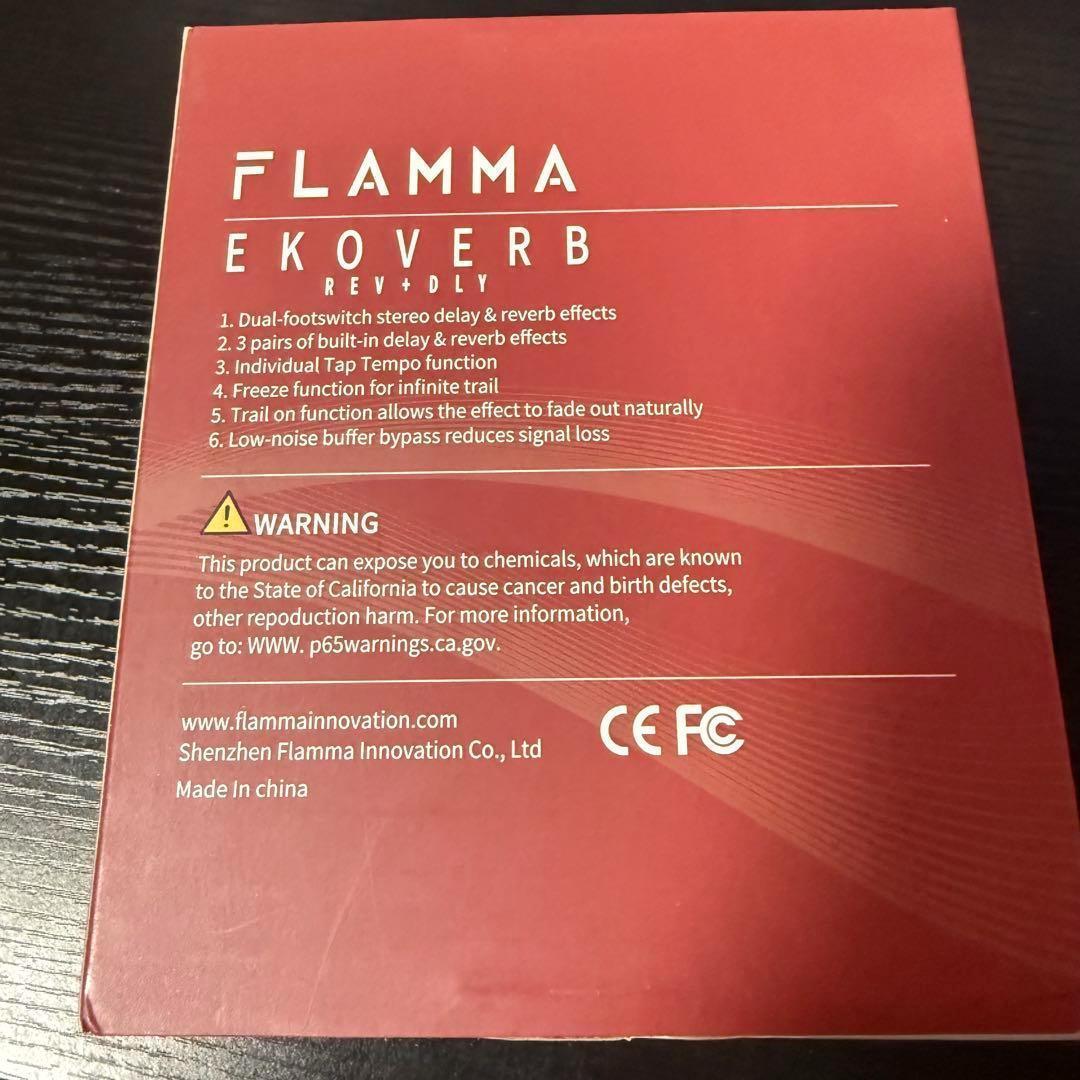 FLAMMA
EKOVERB
REV+DLY
1. Dual-footswitch stereo delay & reverb effects
2. 3 pairs of built-in delay & reverb effects
3. Individual Tap Tempo function
4. Freeze function for infinite trail
5. Trail on function allows the effect to fade out naturally
6. Low-noise buffer bypass reduces signal loss
WARNING
This product can expose you to chemicals, which are known
to the State of California to cause cancer and birth defects,
other repoduction harm. For more information,
go to: WWW. p65warnings.ca.gov.
www.flammainnovation.com
Shenzhen Flamma Innovation Co., Ltd
Made In china
CE FC